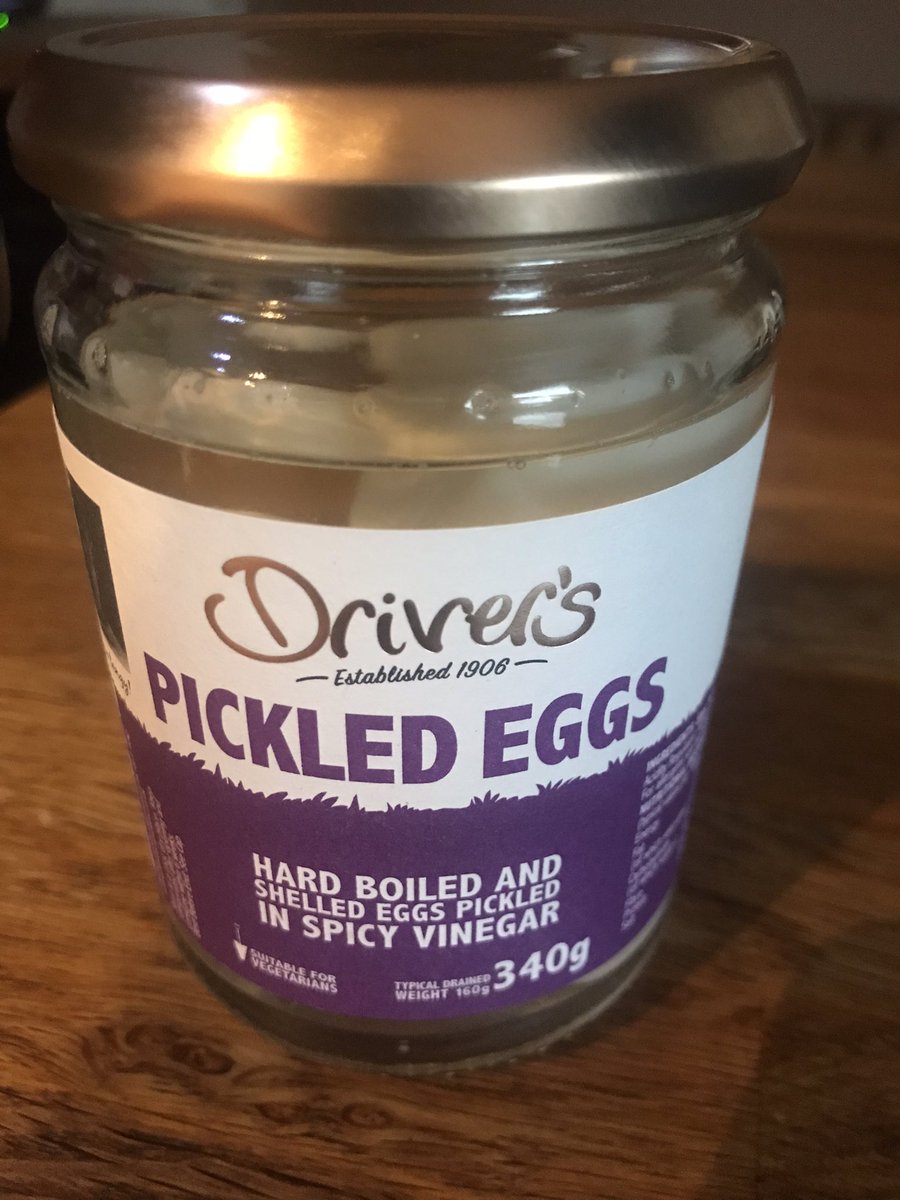 Driver's
Established 1906
PICKLED EGGS
HARD BOILED AND
SHELLED EGGS PICKLED
IN SPICY VINEGAR
SUITABLE FOR
VEGETARIANS
TYPICAL DRAINED
WEIGHT 160g
340g